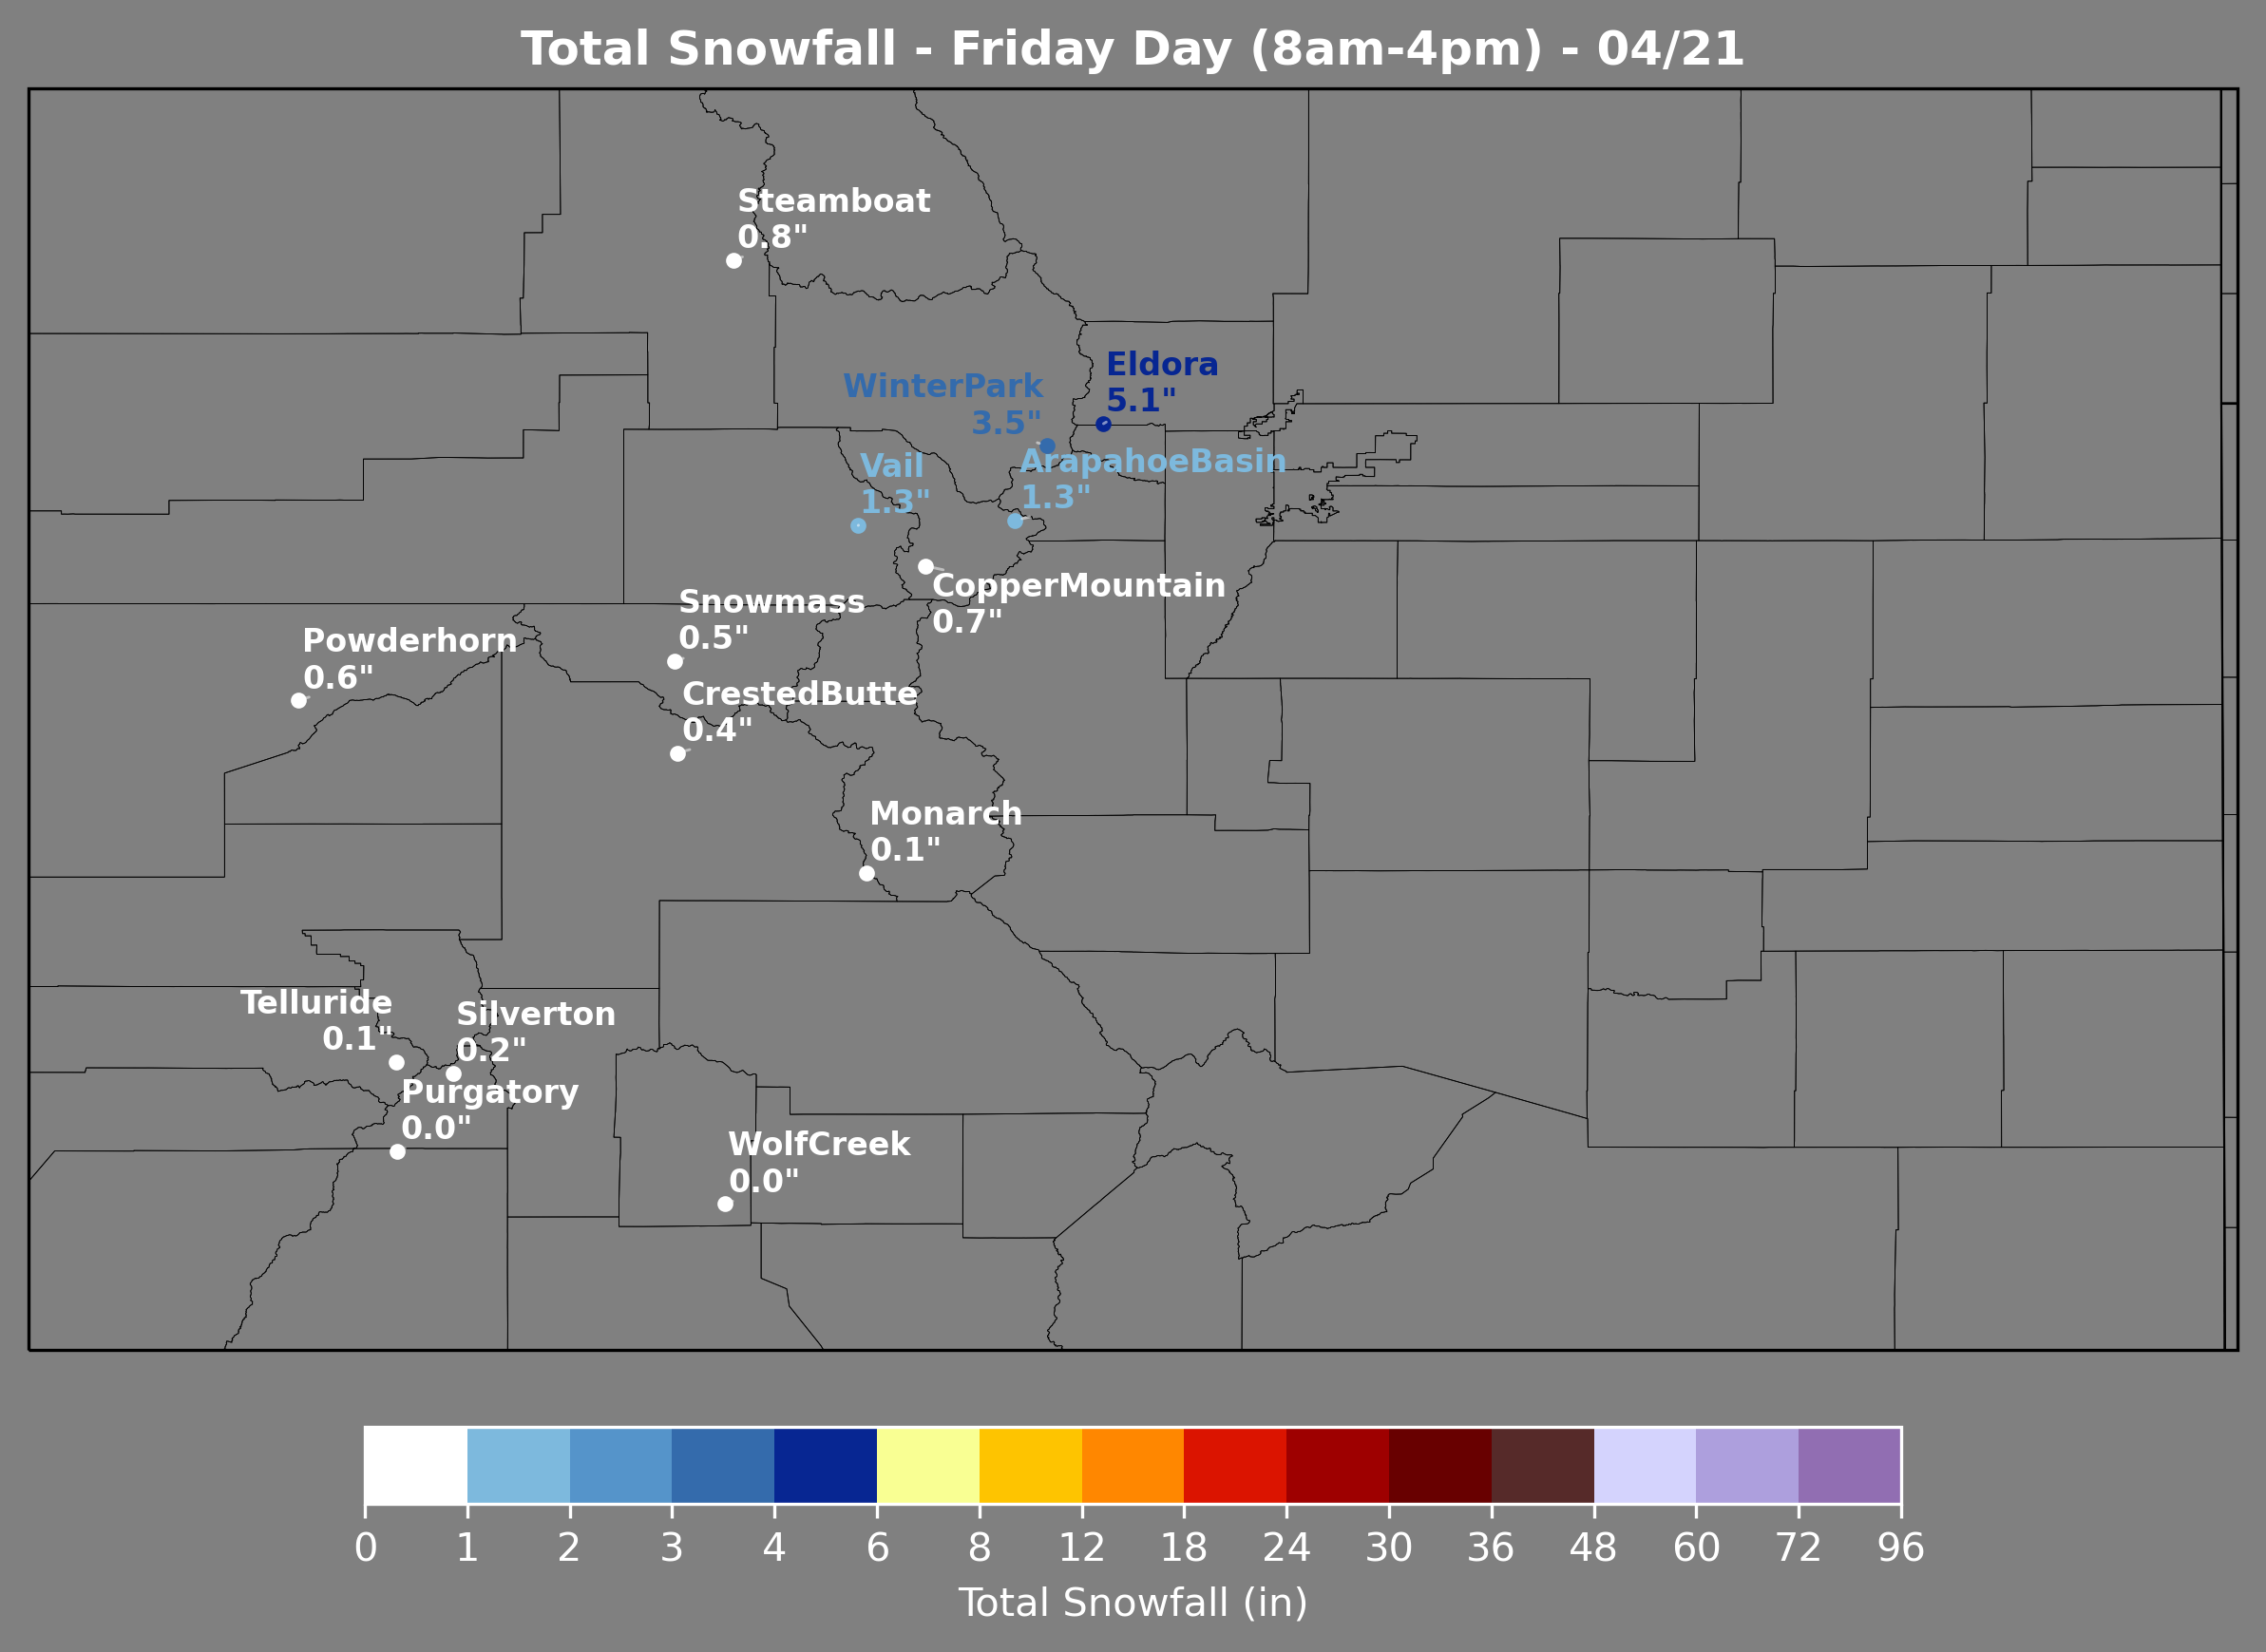 Total Snowfall - Friday Day (8am-4pm) - 04/21
Steamboat
0.8"
Eldora
5.1"
WinterPark
3.5"
Vail
1.3"
ArapahoeBasin
1.3"
CopperMountain
0.7"
Snowmass
0.5"
Powderhorn
0.6"
CrestedButte
0.4"
Monarch
0.1"
Telluride
0.1"
Silverton
0.2"
Purgatory
0.0"
WolfCreek
0.0"
0 1 2 3 4 6 8 12 18 24 30 36 48 60 72 96
Total Snowfall (in)